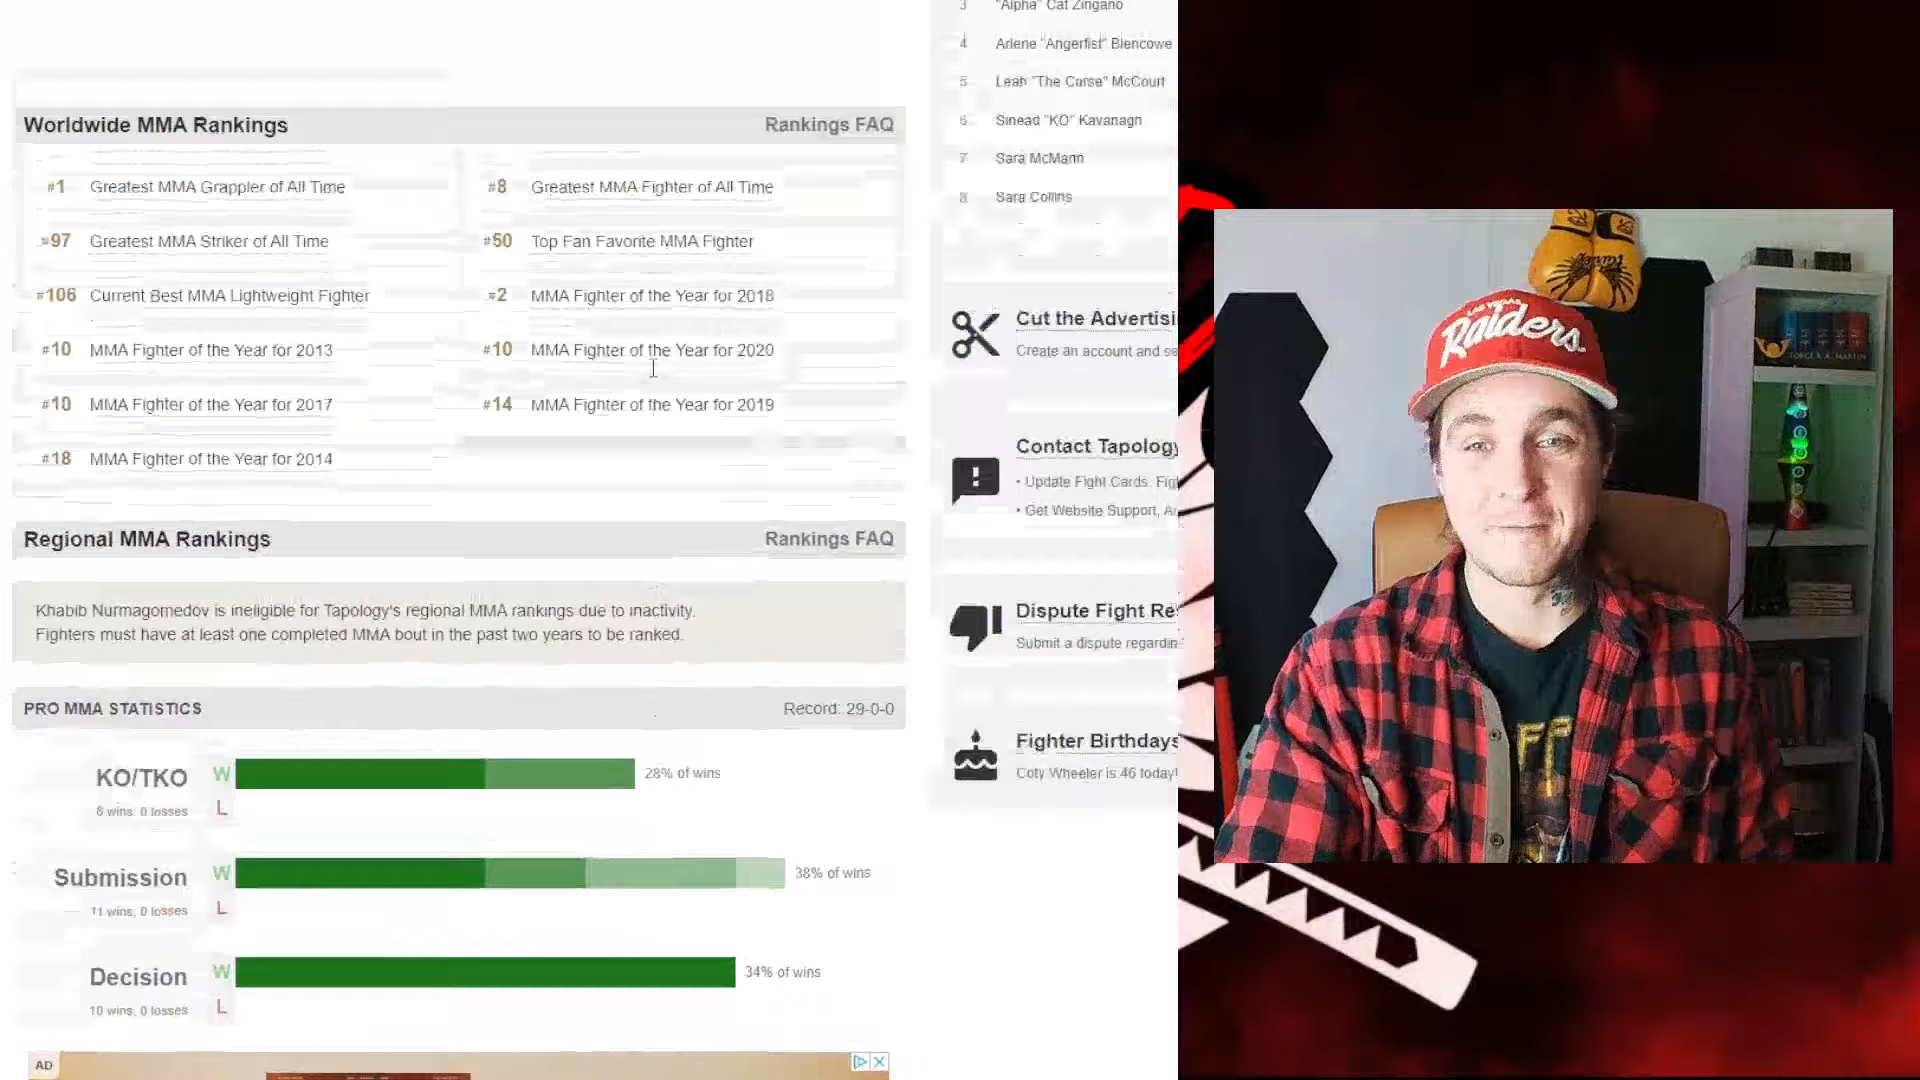 Worldwide MMA Rankings
Rankings FAQ
#1 Greatest MMA Grappler of All Time
#8 Greatest MMA Fighter of All Time
#97 Greatest MMA Striker of All Time
#50 Top Fan Favorite MMA Fighter
#106 Current Best MMA Lightweight Fighter
#2 MMA Fighter of the Year for 2018
#10 MMA Fighter of the Year for 2013
#10 MMA Fighter of the Year for 2020
#10 MMA Fighter of the Year for 2017
#14 MMA Fighter of the Year for 2019
#18 MMA Fighter of the Year for 2014
Regional MMA Rankings
Rankings FAQ
Khabib Nurmagomedov is ineligible for Tapology's regional MMA rankings due to inactivity.
Fighters must have at least one completed MMA bout in the past two years to be ranked.
PRO MMA STATISTICS
Record: 29-0-0
KO/TKO
8 wins, 0 losses
W
28% of wins
L
Submission
11 wins, 0 losses
W
38% of wins
L
Decision
10 wins, 0 losses
W
34% of wins
L
AD
3 "Alpha" Cat Zingano
4 Arlene "Angerfist" Blencowe
5 Leah "The Curse" McCourt
6 Sinead "KO" Kavanagh
7 Sara McMann
8 Sara Collins
Cut the Advertisi
Create an account and se
Contact Tapology
• Update Fight Cards, Fig
• Get Website Support, A
Dispute Fight Re
Submit a dispute regardin
Fighter Birthdays
Coty Wheeler is 46 today!
LAS VEGAS
Raiders
GEORGE R. R. MARTIN